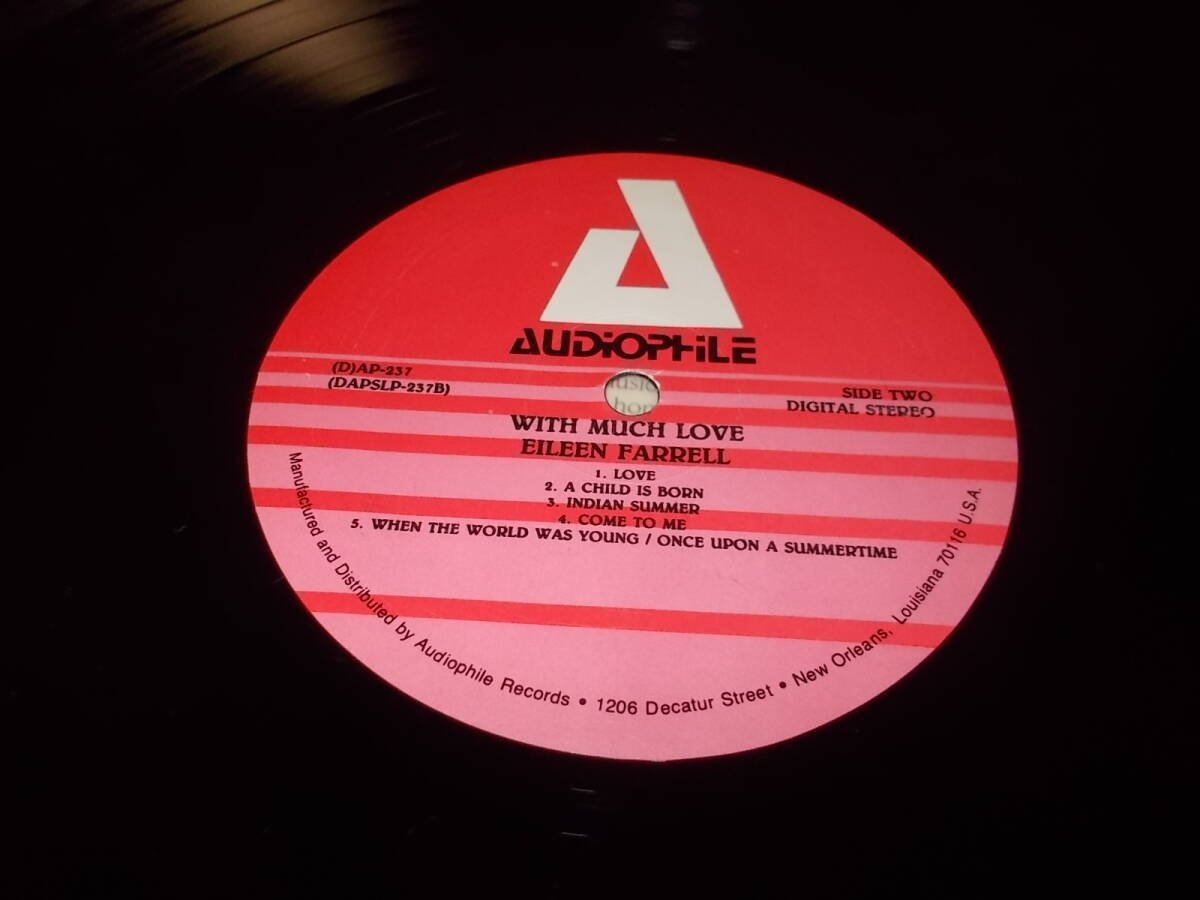 AUDIOPHILE
(D)AP-237
(DAPSLP-237B)
SIDE TWO
DIGITAL STEREO
WITH MUCH LOVE
EILEEN FARRELL
1. LOVE
2. A CHILD IS BORN
3. INDIAN SUMMER
4. COME TO ME
5. WHEN THE WORLD WAS YOUNG / ONCE UPON A SUMMERTIME
Manufactured and Distributed by Audiophile Records • 1206 Decatur Street • New Orleans, Louisiana 70116 U.S.A.